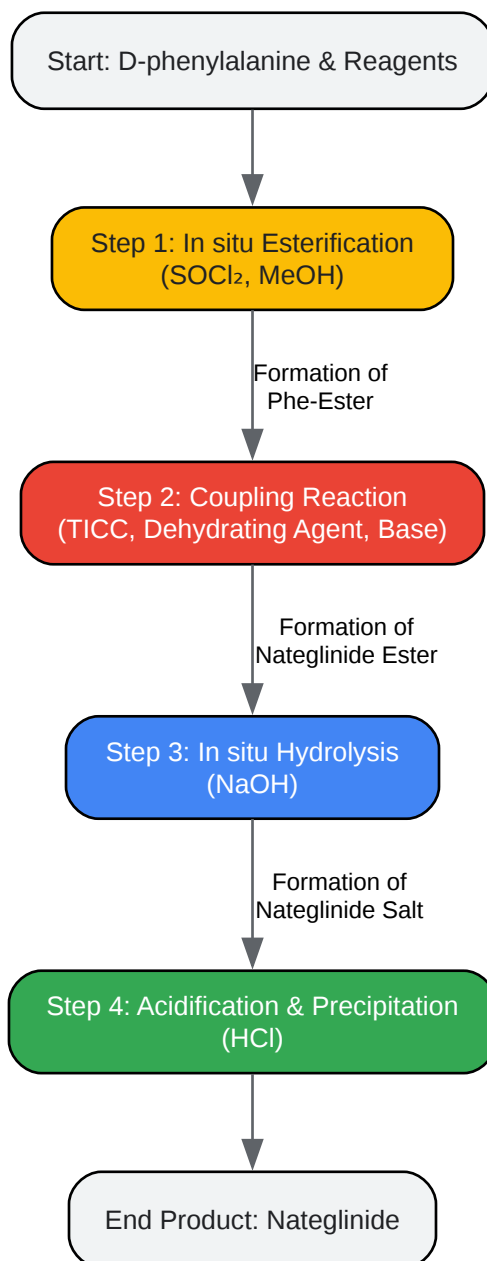 Start: D-phenylalanine & Reagents
Step 1: In situ Esterification
(SOCl₂, MeOH)
Formation of
Phe-Ester
Step 2: Coupling Reaction
(TICC, Dehydrating Agent, Base)
Formation of
Nateglinide Ester
Step 3: In situ Hydrolysis
(NaOH)
Formation of
Nateglinide Salt
Step 4: Acidification & Precipitation
(HCl)
End Product: Nateglinide